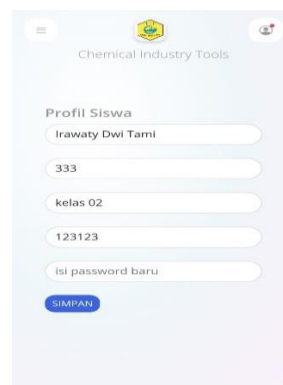 Chemical Industry Tools
Profil Siswa
Irawaty Dwi Tami
333
kelas 02
123123
isi password baru
SIMPAN